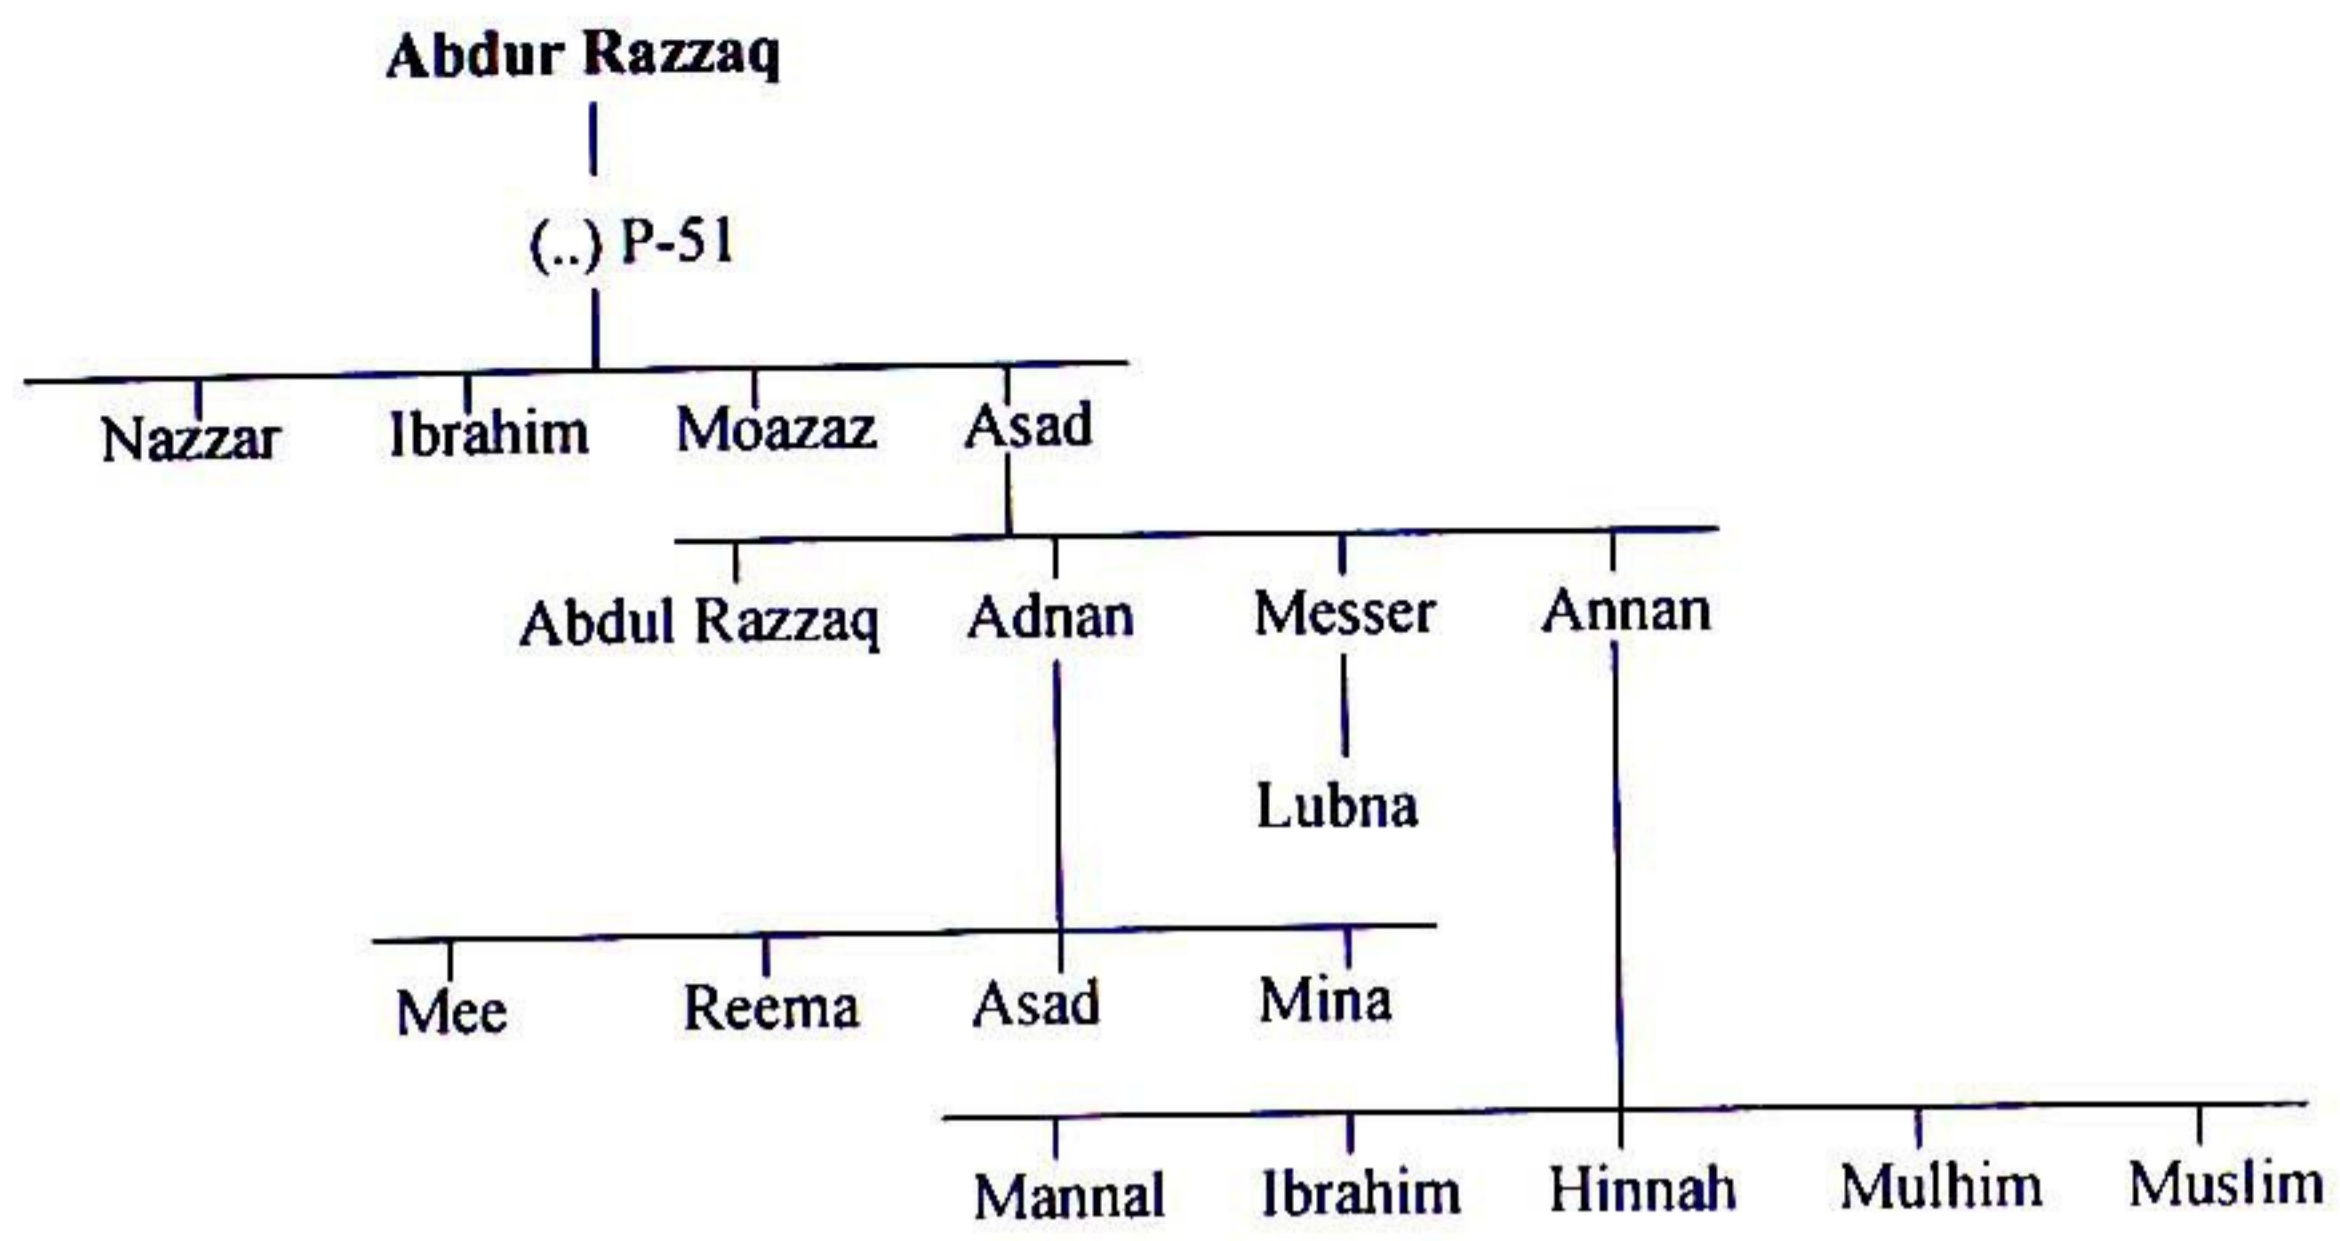 Abdur Razzaq
(..) P-51
Nazzar Ibrahim Moazaz Asad
Abdul Razzaq Adnan Messer Annan
Lubna
Mee Reema Asad Mina
Mannal Ibrahim Hinnah Mulhim Muslim